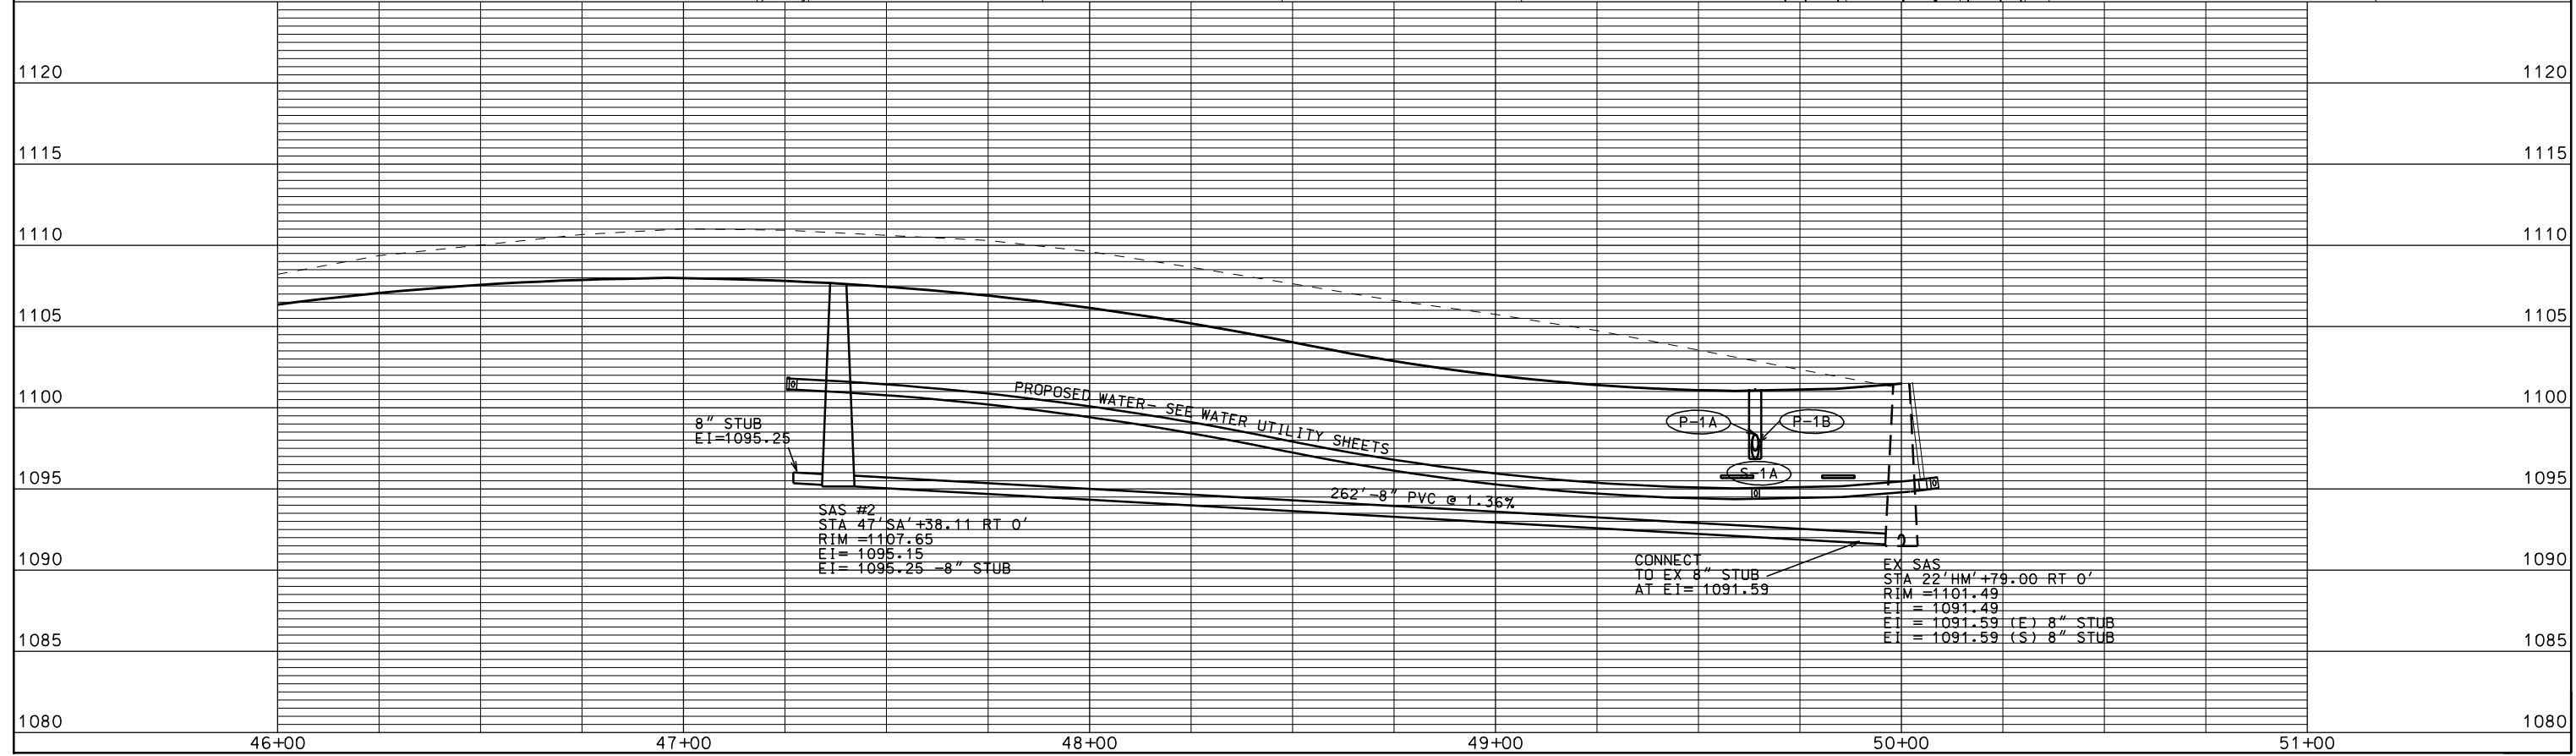 1120 1120
1115 1115
1110 1110
1105 1105
1100 1100
PROPOSED WATER- SEE WATER UTILITY SHEETS
P-1A P-1B
8" STUB
EI=1095.25
S-1A
1095 1095
262'-8" PVC @ 1.36%
SAS #2
STA 47'SA'+38.11 RT 0'
RIM =1107.65
EI= 1095.15
EI= 1095.25 -8" STUB
CONNECT
TO EX 8" STUB
AT EI= 1091.59
1090 1090
EX SAS
STA 22'HM'+79.00 RT 0'
RIM =1101.49
EI = 1091.49
EI = 1091.59 (E) 8" STUB
EI = 1091.59 (S) 8" STUB
1085 1085
1080 1080
46+00 47+00 48+00 49+00 50+00 51+00